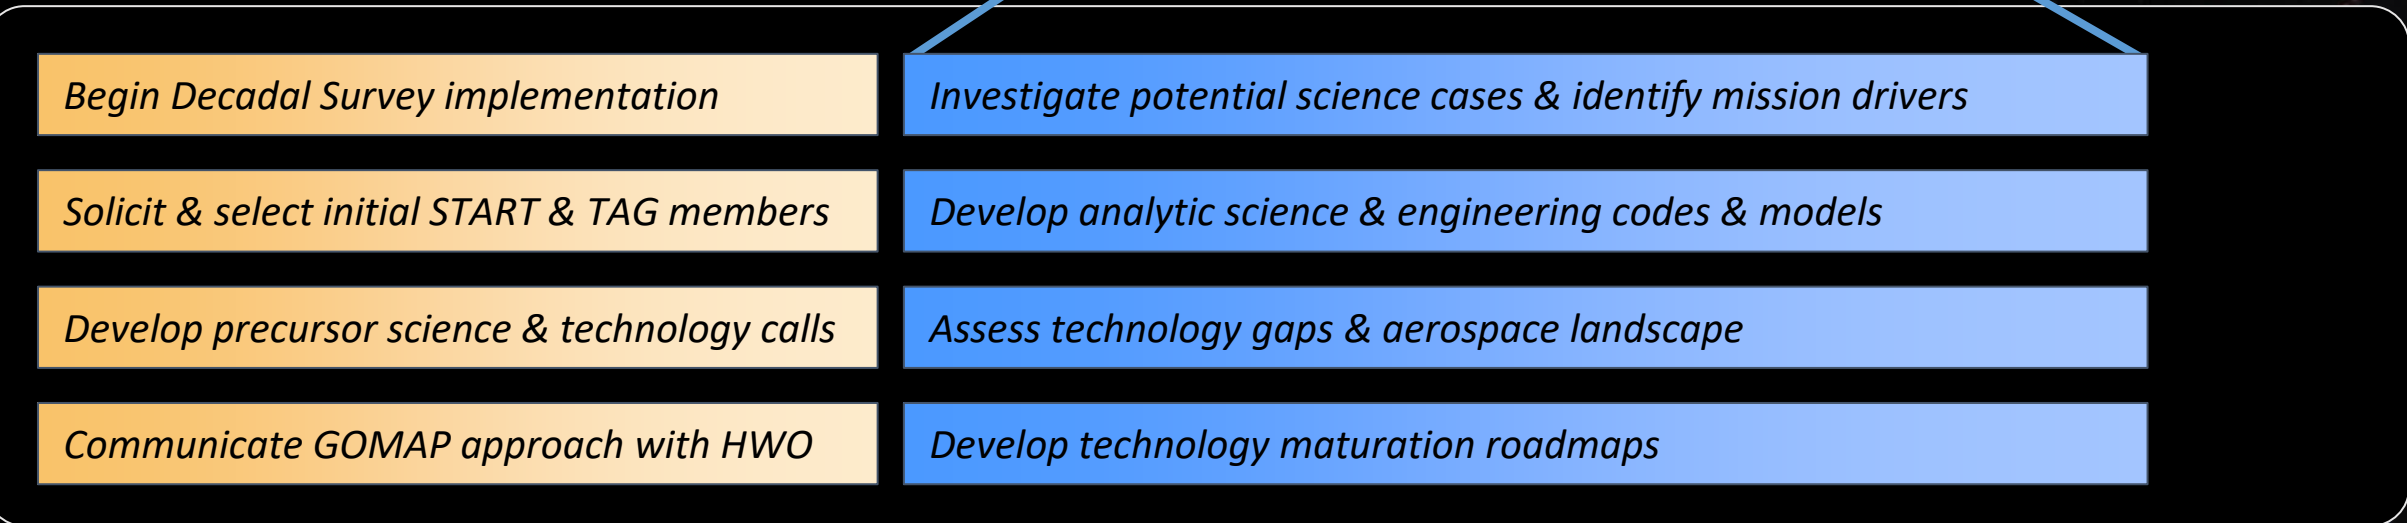 Begin Decadal Survey implementation
Solicit & select initial START & TAG members
Develop precursor science & technology calls
Communicate GOMAP approach with HWO
Investigate potential science cases & identify mission drivers
Develop analytic science & engineering codes & models
Assess technology gaps & aerospace landscape
Develop technology maturation roadmaps